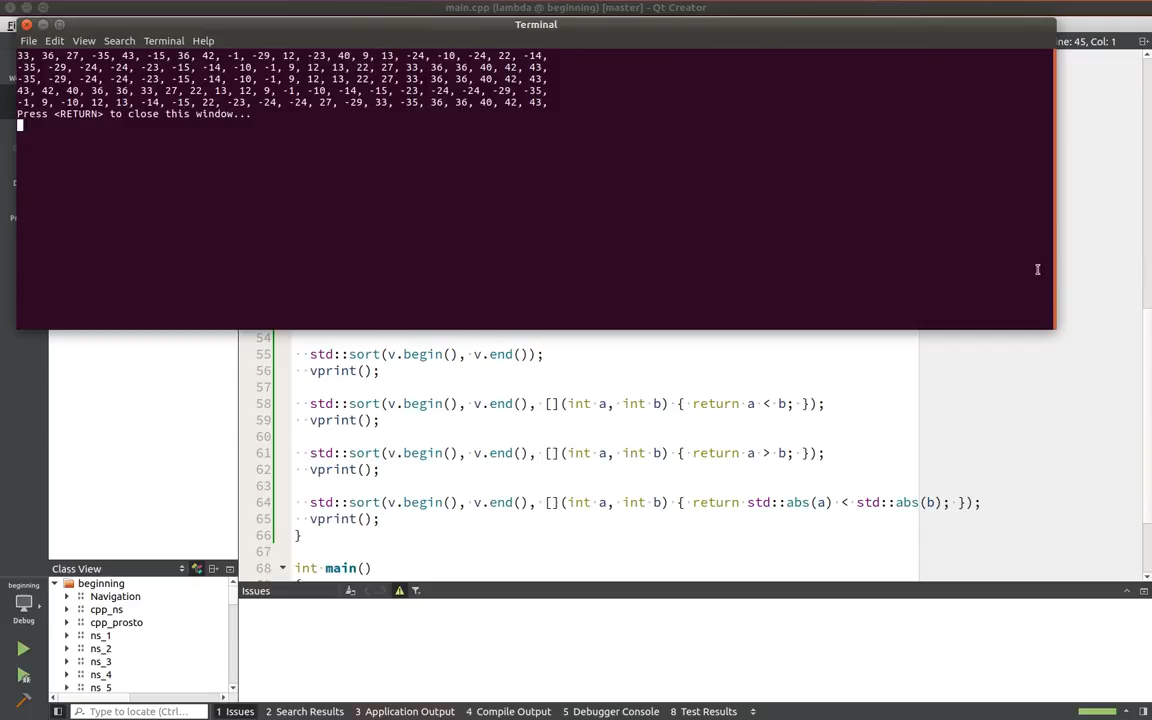 main.cpp (lambda @ beginning) [master] - Qt Creator
Terminal
File Edit View Search Terminal Help
ne: 45, Col: 1
33, 36, 27, -35, 43, -15, 36, 42, -1, -29, 12, -23, 40, 9, 13, -24, -10, -24, 22, -14,
-35, -29, -24, -24, -23, -15, -14, -10, -1, 9, 12, 13, 22, 27, 33, 36, 36, 40, 42, 43,
-35, -29, -24, -24, -23, -15, -14, -10, -1, 9, 12, 13, 22, 27, 33, 36, 36, 40, 42, 43,
43, 42, 40, 36, 36, 33, 27, 22, 13, 12, 9, -1, -10, -14, -15, -23, -24, -24, -29, -35,
-1, 9, -10, 12, 13, -14, -15, 22, -23, -24, -24, 27, -29, 33, -35, 36, 36, 40, 42, 43,
Press <RETURN> to close this window...
54
55 std::sort(v.begin(), v.end());
56 vprint();
57
58 std::sort(v.begin(), v.end(), [](int a, int b) { return a < b; });
59 vprint();
60
61 std::sort(v.begin(), v.end(), [](int a, int b) { return a > b; });
62 vprint();
63
64 std::sort(v.begin(), v.end(), [](int a, int b) { return std::abs(a) < std::abs(b); });
65 vprint();
66 }
67
68 int main()
Class View
beginning
Navigation
cpp_ns
cpp_prosto
ns_1
ns_2
ns_3
ns_4
ns_5
Issues
beginning
Debug
Type to locate (Ctrl... 1 Issues 2 Search Results 3 Application Output 4 Compile Output 5 Debugger Console 8 Test Results